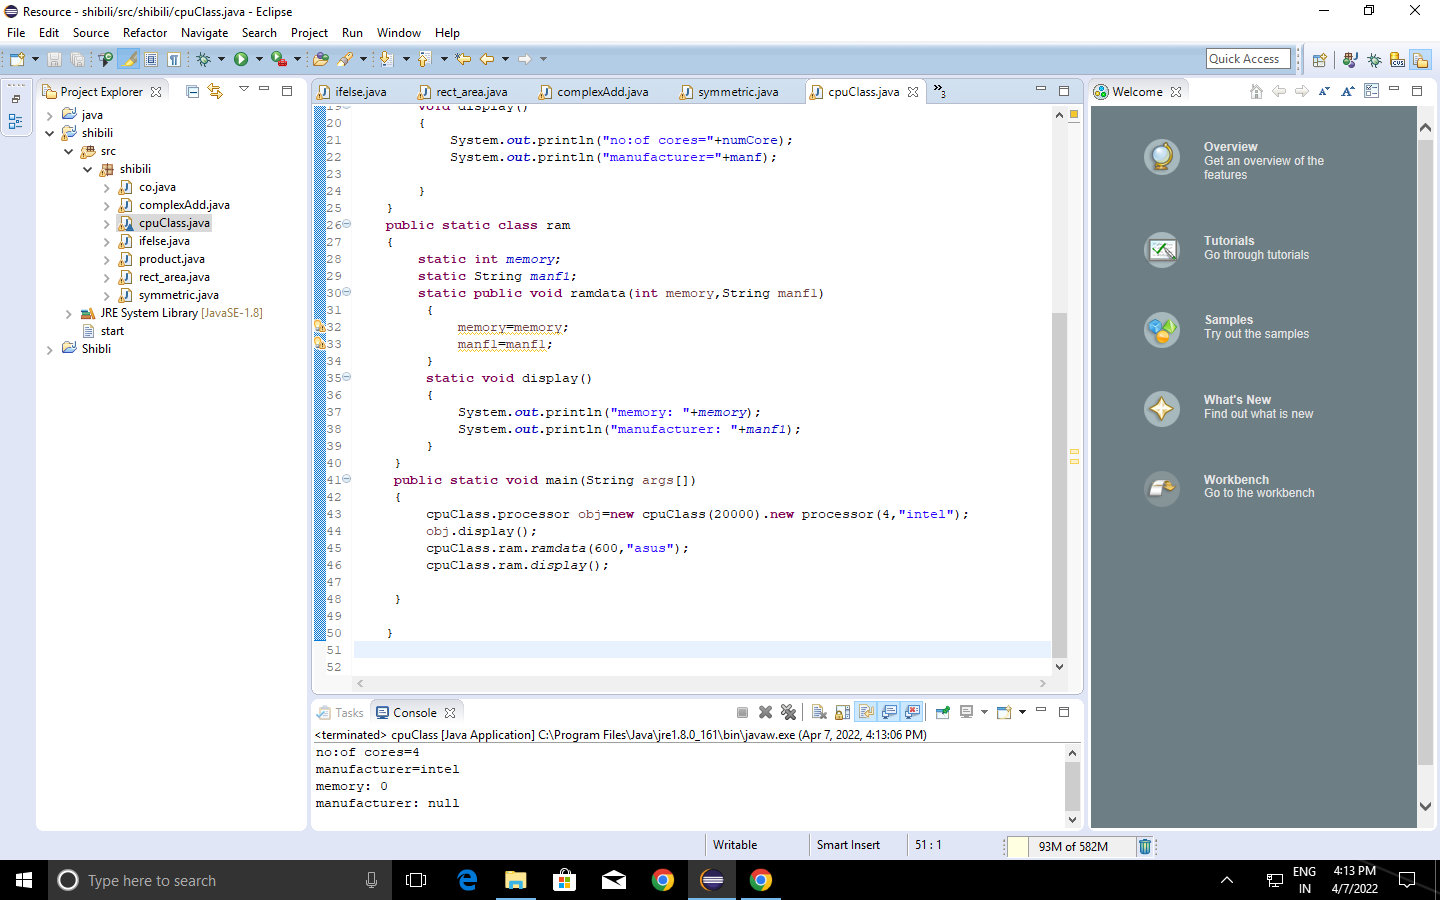 Resource - shibili/src/shibili/cpuClass.java - Eclipse
File Edit Source Refactor Navigate Search Project Run Window Help
Quick Access
Project Explorer
java
shibili
src
shibili
co.java
complexAdd.java
cpuClass.java
ifelse.java
product.java
rect_area.java
symmetric.java
JRE System Library [JavaSE-1.8]
start
Shibli
ifelse.java rect_area.java complexAdd.java symmetric.java cpuClass.java »3
19 void display()
20 {
21 System.out.println("no:of cores="+numCore);
22 System.out.println("manufacturer="+manf);
23
24 }
25 }
26 public static class ram
27 {
28 static int memory;
29 static String manf1;
30 static public void ramdata(int memory,String manf1)
31 {
32 memory=memory;
33 manf1=manf1;
34 }
35 static void display()
36 {
37 System.out.println("memory: "+memory);
38 System.out.println("manufacturer: "+manf1);
39 }
40 }
41 public static void main(String args[])
42 {
43 cpuClass.processor obj=new cpuClass(20000).new processor(4,"intel");
44 obj.display();
45 cpuClass.ram.ramdata(600,"asus");
46 cpuClass.ram.display();
47
48 }
49
50 }
51
52
Welcome
Overview
Get an overview of the
features
Tutorials
Go through tutorials
Samples
Try out the samples
What's New
Find out what is new
Workbench
Go to the workbench
Tasks Console
<terminated> cpuClass [Java Application] C:\Program Files\Java\jre1.8.0_161\bin\javaw.exe (Apr 7, 2022, 4:13:06 PM)
no:of cores=4
manufacturer=intel
memory: 0
manufacturer: null
Writable Smart Insert 51 : 1 93M of 582M
Type here to search
ENG
IN
4:13 PM
4/7/2022